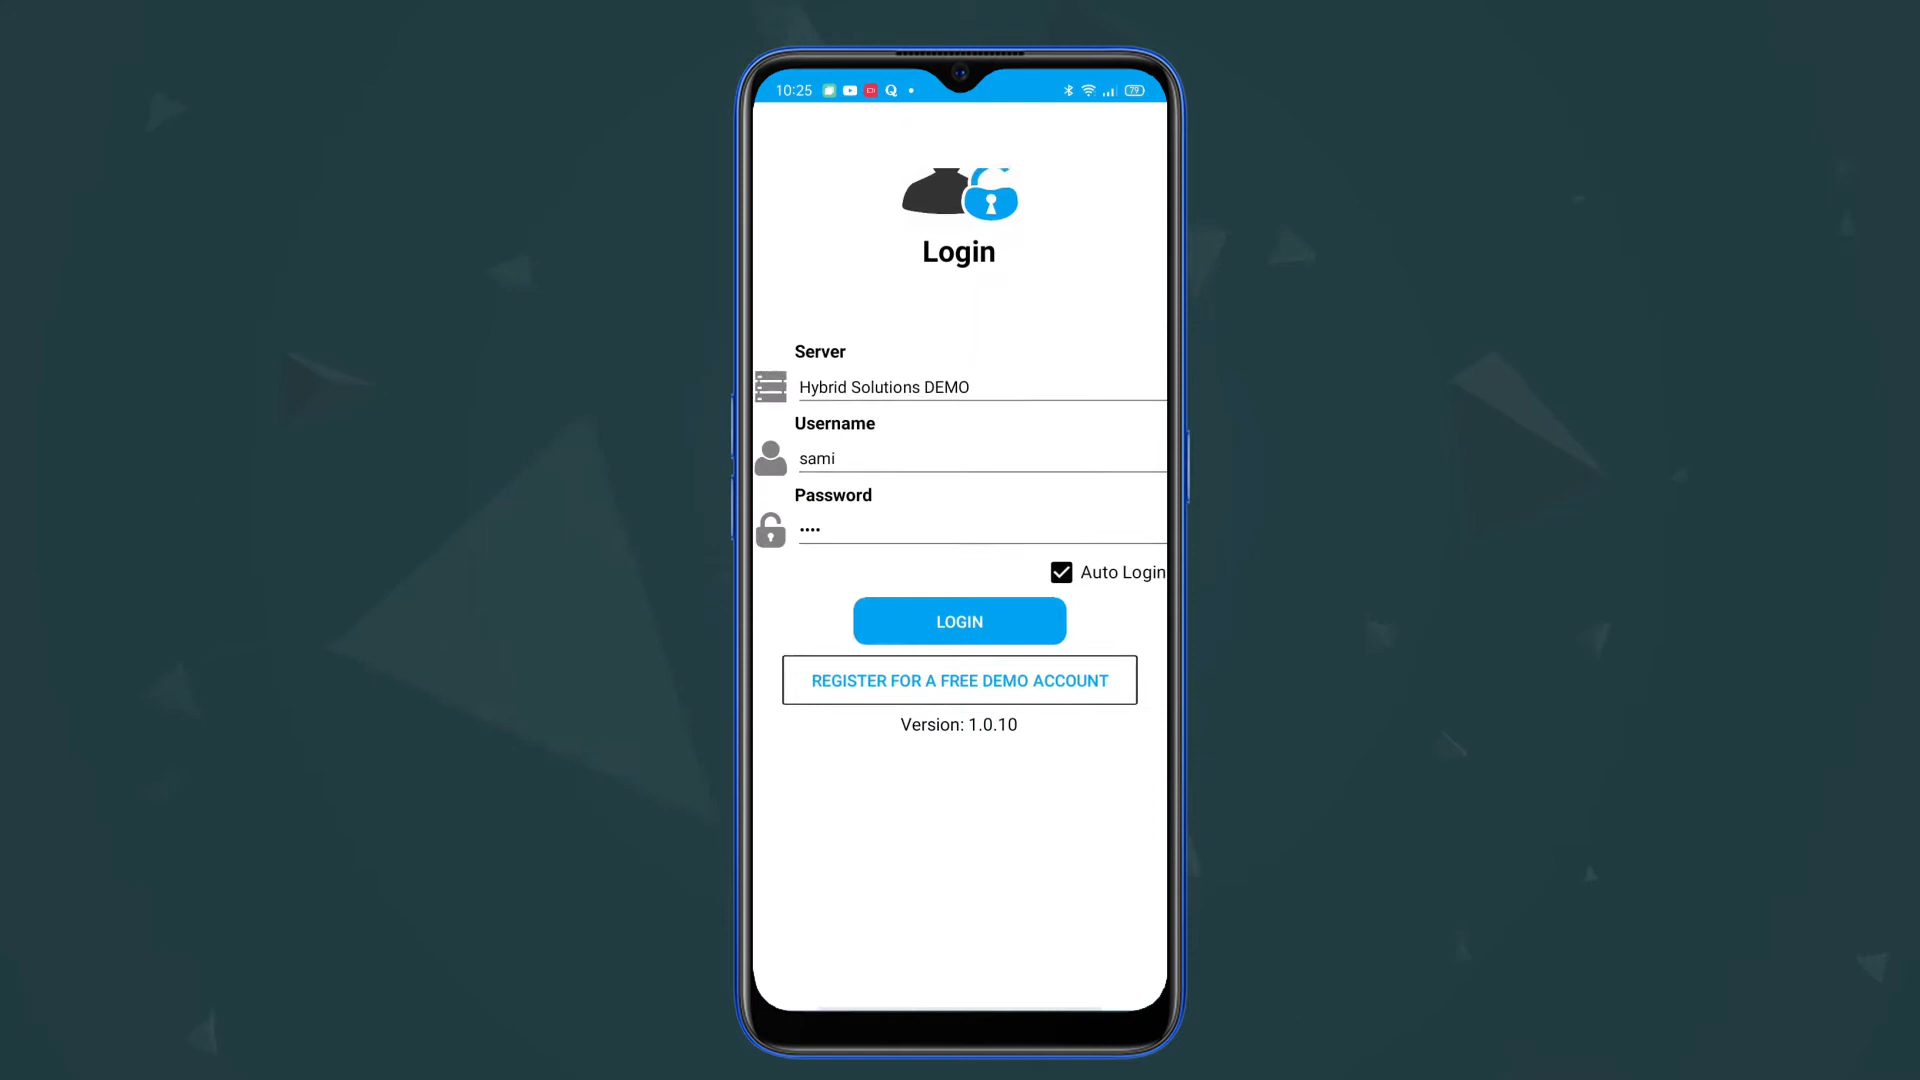 10:25
79
Login
Server
Hybrid Solutions DEMO
Username
sami
Password
••••
Auto Login
LOGIN
REGISTER FOR A FREE DEMO ACCOUNT
Version: 1.0.10